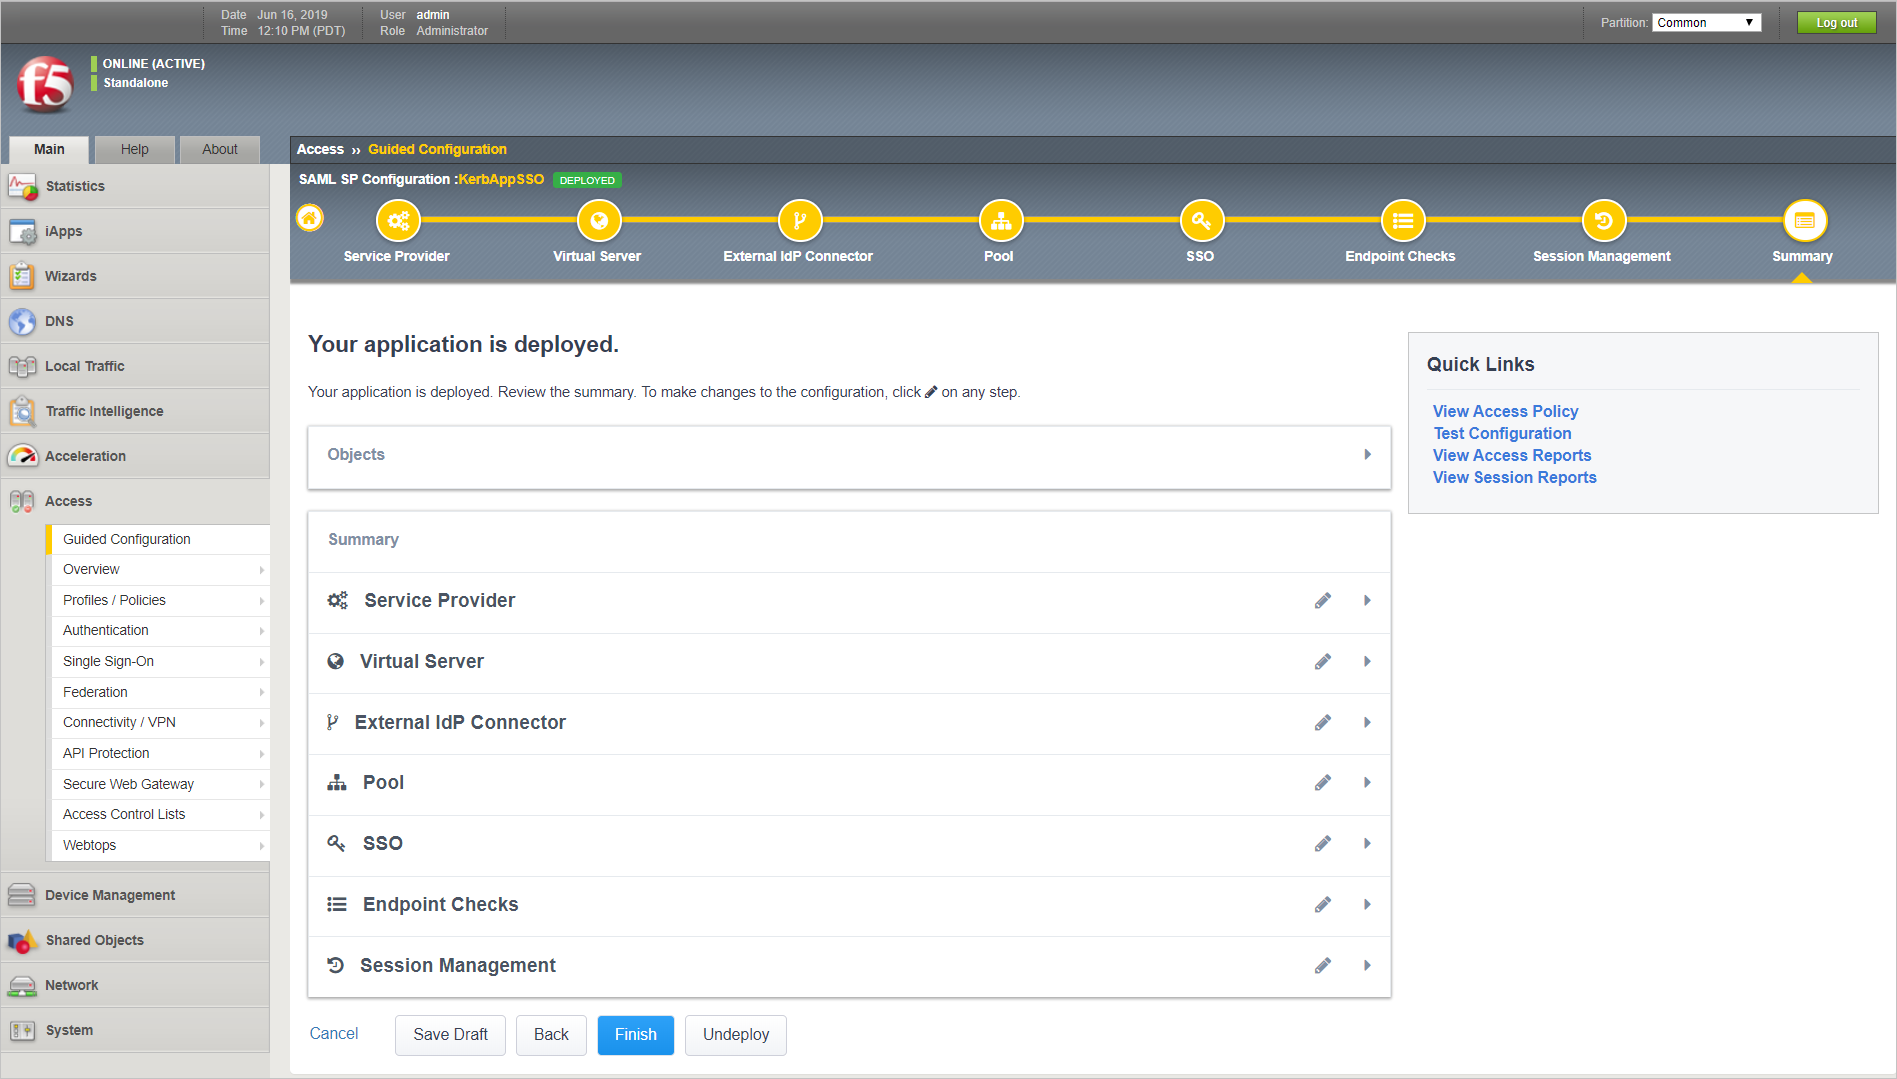 Date Jun 16, 2019
Time 12:10 PM (PDT)
User admin
Role Administrator
Partition: Common
Log out
f5
ONLINE (ACTIVE)
Standalone
Main
Help
About
Statistics
iApps
Wizards
DNS
Local Traffic
Traffic Intelligence
Acceleration
Access
Guided Configuration
Overview
Profiles / Policies
Authentication
Single Sign-On
Federation
Connectivity / VPN
API Protection
Secure Web Gateway
Access Control Lists
Webtops
Device Management
Shared Objects
Network
System
Access ›› Guided Configuration
SAML SP Configuration :KerbAppSSO DEPLOYED
Service Provider
Virtual Server
External IdP Connector
Pool
SSO
Endpoint Checks
Session Management
Summary
Your application is deployed.
Your application is deployed. Review the summary. To make changes to the configuration, click on any step.
Objects
Summary
Service Provider
Virtual Server
External IdP Connector
Pool
SSO
Endpoint Checks
Session Management
Cancel
Save Draft
Back
Finish
Undeploy
Quick Links
View Access Policy
Test Configuration
View Access Reports
View Session Reports